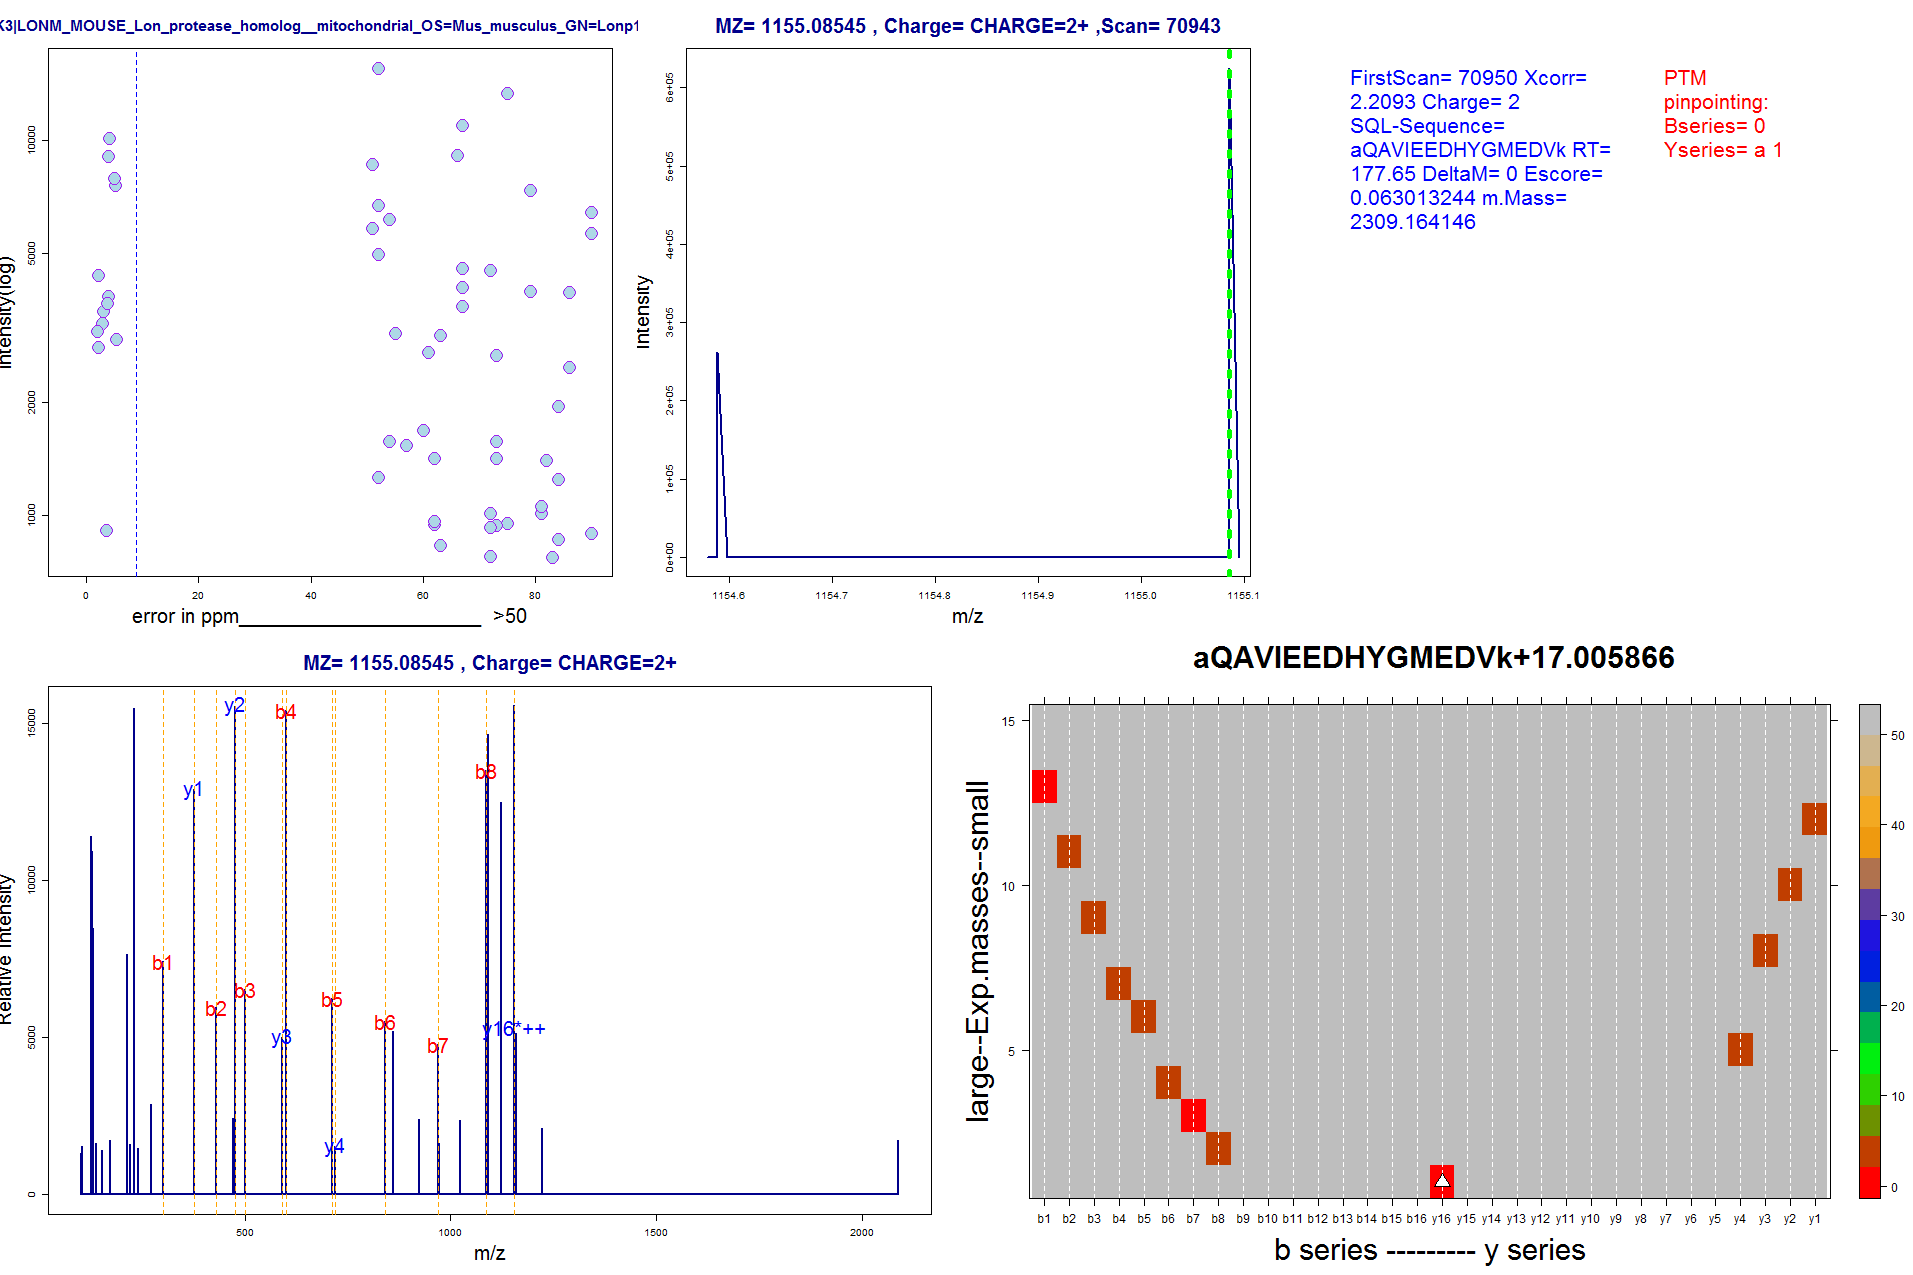 K3|LONM_MOUSE_Lon_protease_homolog__mitochondrial_OS=Mus_musculus_GN=Lonp1
Intensity(log)
1000
2000
5000
10000
0
20
40
60
80
error in ppm______________________ >50
MZ= 1155.08545 , Charge= CHARGE=2+ ,Scan= 70943
Intensity
0e+00
1e+05
2e+05
3e+05
4e+05
5e+05
6e+05
1154.6
1154.7
1154.8
1154.9
1155.0
1155.1
m/z
FirstScan= 70950 Xcorr=
2.2093 Charge= 2
SQL-Sequence=
aQAVIEEDHYGMEDVk RT=
177.65 DeltaM= 0 Escore=
0.063013244 m.Mass=
2309.164146
PTM
pinpointing:
Bseries= 0
Yseries= a 1
MZ= 1155.08545 , Charge= CHARGE=2+
Relative Intensity
0
5000
10000
15000
500
1000
1500
2000
m/z
b1
y1
b2
y2
b3
y3
b4
b5
y4
b6
b7
b8
y16*++
aQAVIEEDHYGMEDVk+17.005866
large--Exp.masses--small
5
10
15
b1 b2 b3 b4 b5 b6 b7 b8 b9 b10 b11 b12 b13 b14 b15 b16 y16 y15 y14 y13 y12 y11 y10 y9 y8 y7 y6 y5 y4 y3 y2 y1
b series --------- y series
0
10
20
30
40
50